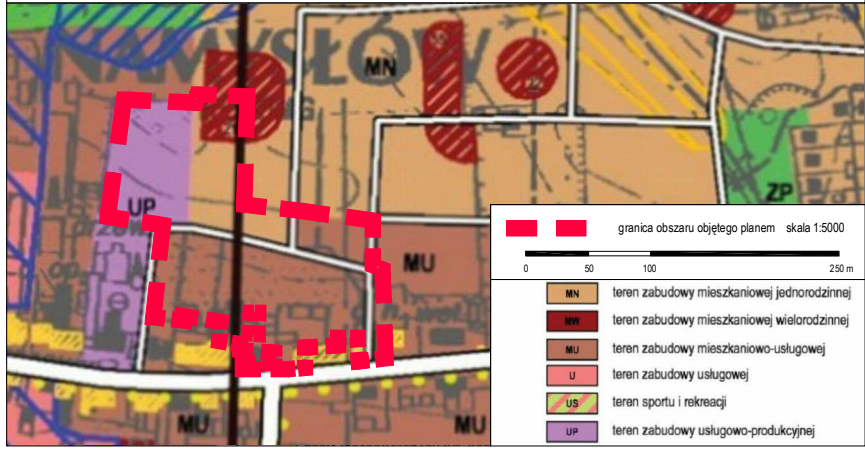 NAMYSŁÓW
MN
UP
ZP
MU
MU
MU
granica obszaru objętego planem skala 1:5000
0 50 100 250 m
MN teren zabudowy mieszkaniowej jednorodzinnej
MW teren zabudowy mieszkaniowej wielorodzinnej
MU teren zabudowy mieszkaniowo-usługowej
U teren zabudowy usługowej
US teren sportu i rekreacji
UP teren zabudowy usługowo-produkcyjnej